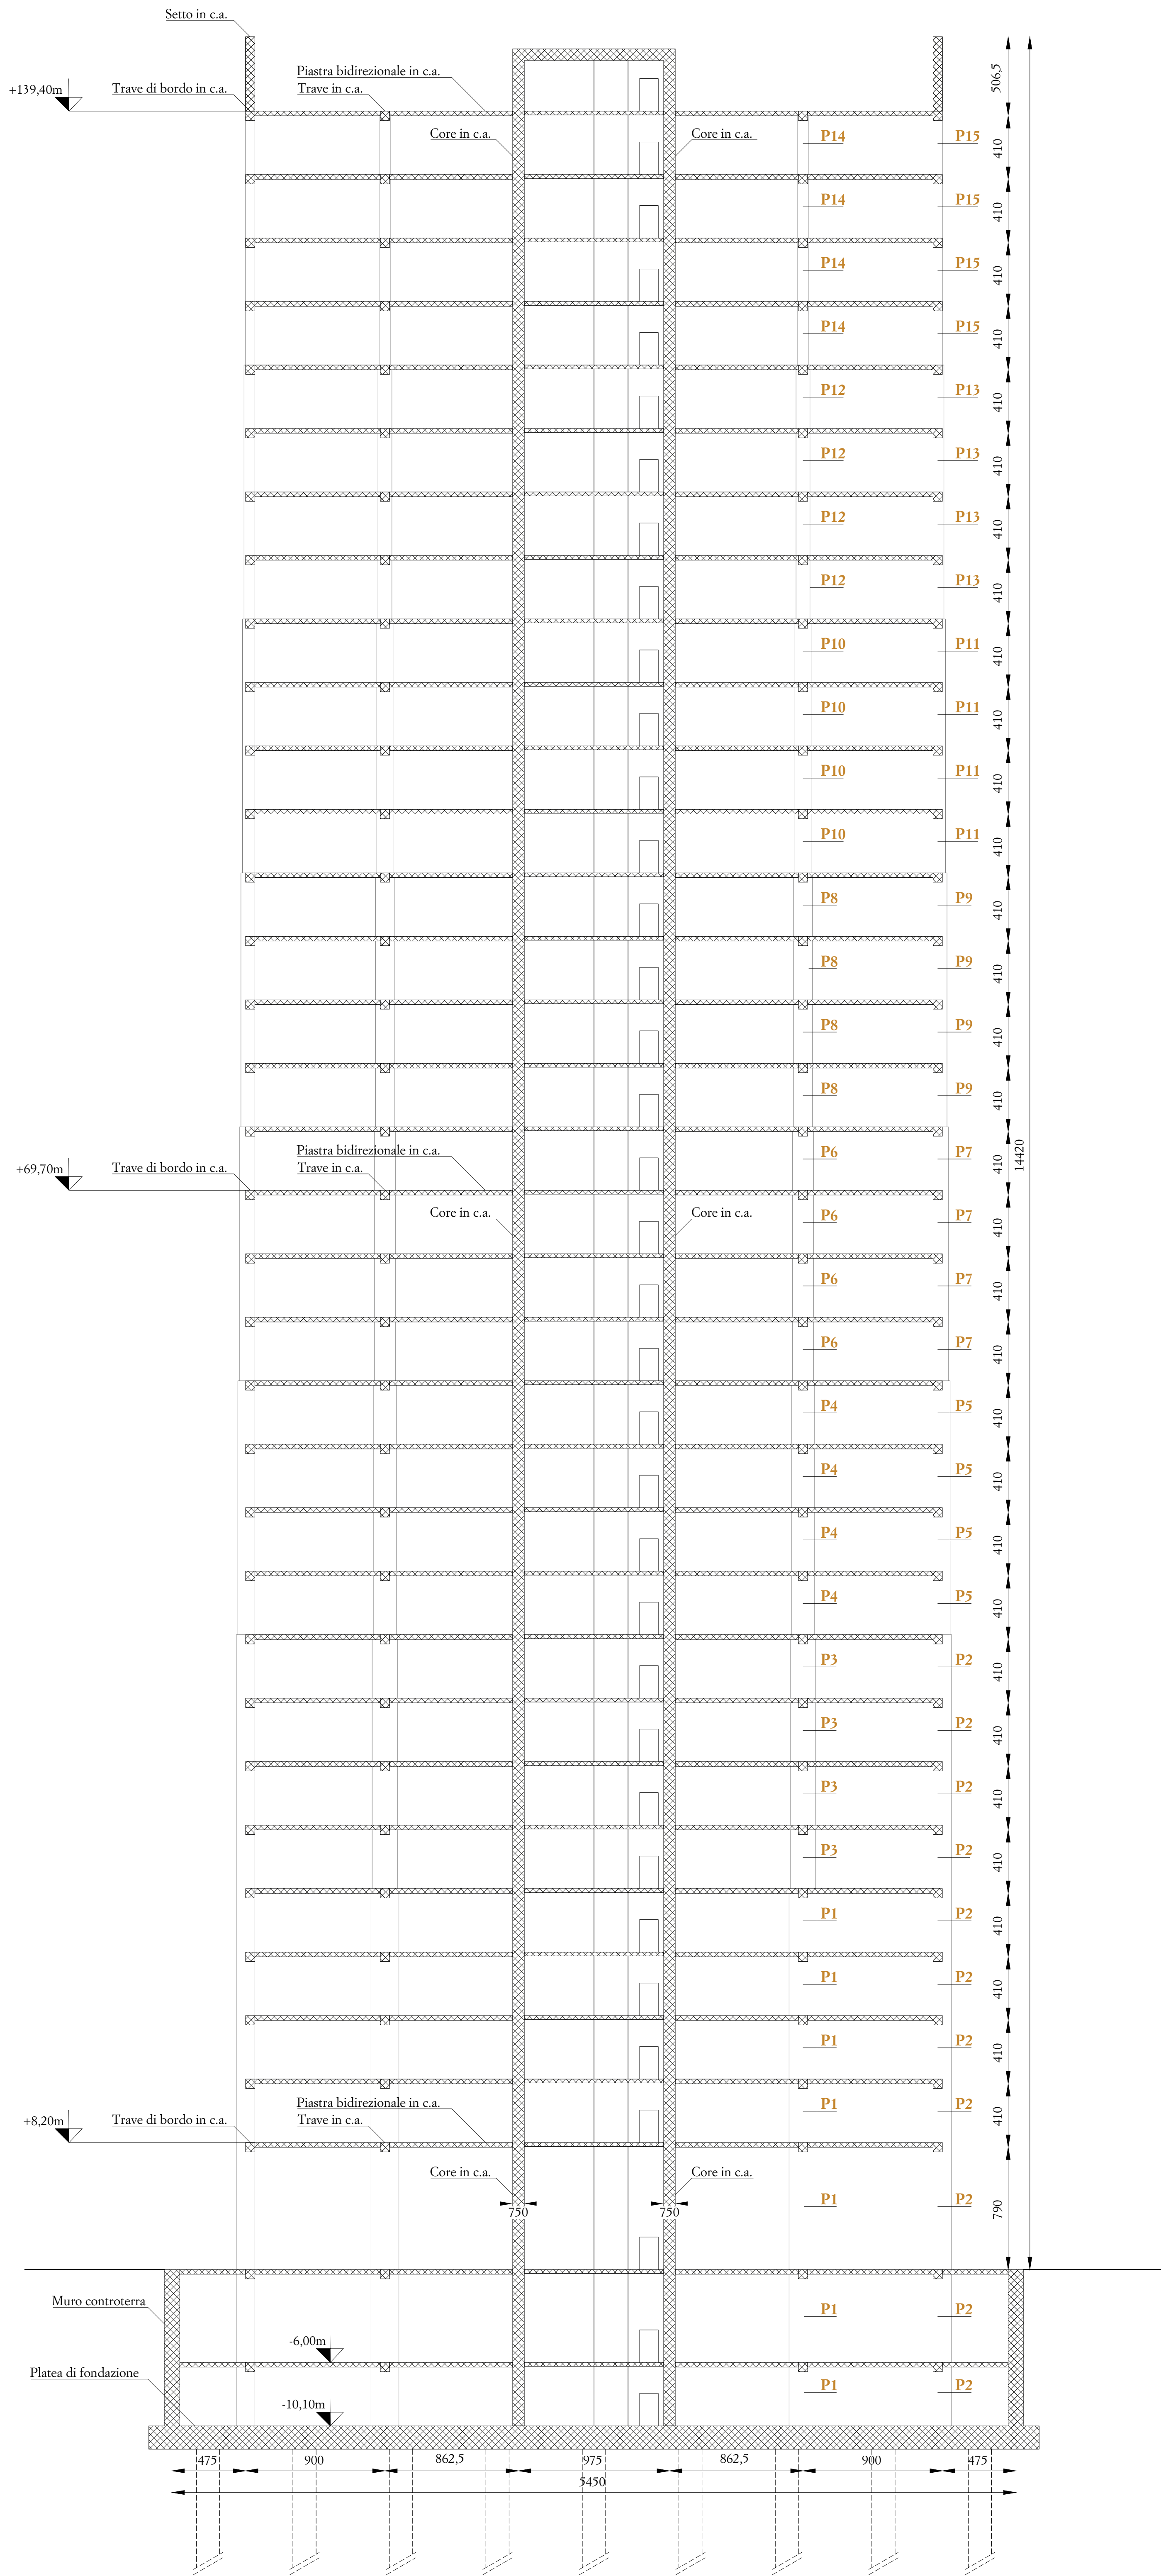 Setto in c.a.
506,5
Piastra bidirezionale in c.a.
+139,40m
Trave di bordo in c.a.
Trave in c.a.
Core in c.a.
Core in c.a.
P14 P15 410
P14 P15 410
P14 P15 410
P14 P15 410
P12 P13 410
P12 P13 410
P12 P13 410
P12 P13 410
P10 P11 410
P10 P11 410
P10 P11 410
P10 P11 410
P8 P9 410
P8 P9 410
P8 P9 410
P8 P9 410
14420
Piastra bidirezionale in c.a.
P6 P7 410
+69,70m
Trave di bordo in c.a.
Trave in c.a.
Core in c.a.
Core in c.a.
P6 P7 410
P6 P7 410
P6 P7 410
P4 P5 410
P4 P5 410
P4 P5 410
P4 P5 410
P3 P2 410
P3 P2 410
P3 P2 410
P3 P2 410
P1 P2 410
P1 P2 410
P1 P2 410
Piastra bidirezionale in c.a.
P1 P2 410
+8,20m
Trave di bordo in c.a.
Trave in c.a.
Core in c.a.
Core in c.a.
P1 P2 790
750 750
Muro controterra
P1 P2
-6,00m
Platea di fondazione
P1 P2
-10,10m
475 900 862,5 975 862,5 900 475
5450